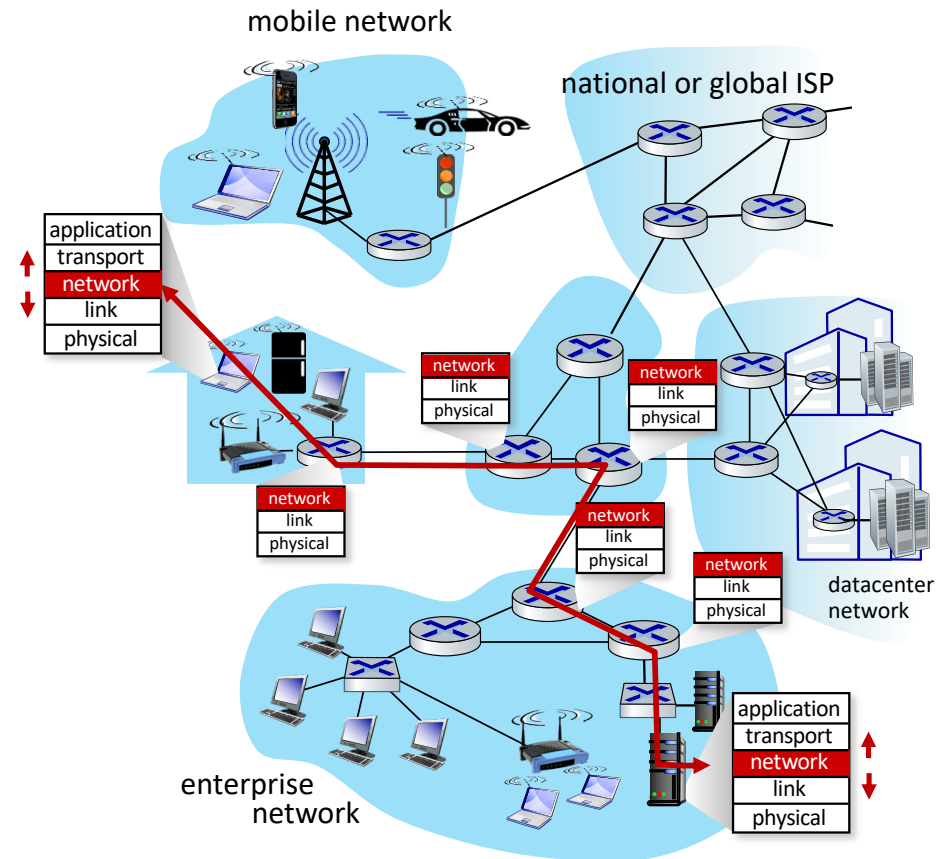 mobile network
national or global ISP
application
transport
network
link
physical
network
link
physical
network
link
physical
network
link
physical
network
link
physical
network
link
physical
datacenter
network
application
transport
network
link
physical
enterprise
network